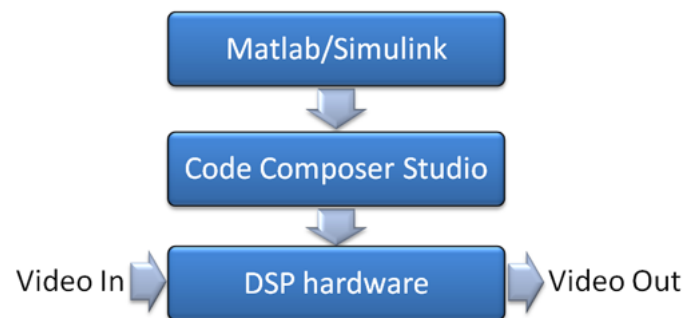 Matlab/Simulink
Code Composer Studio
Video In
DSP hardware
Video Out